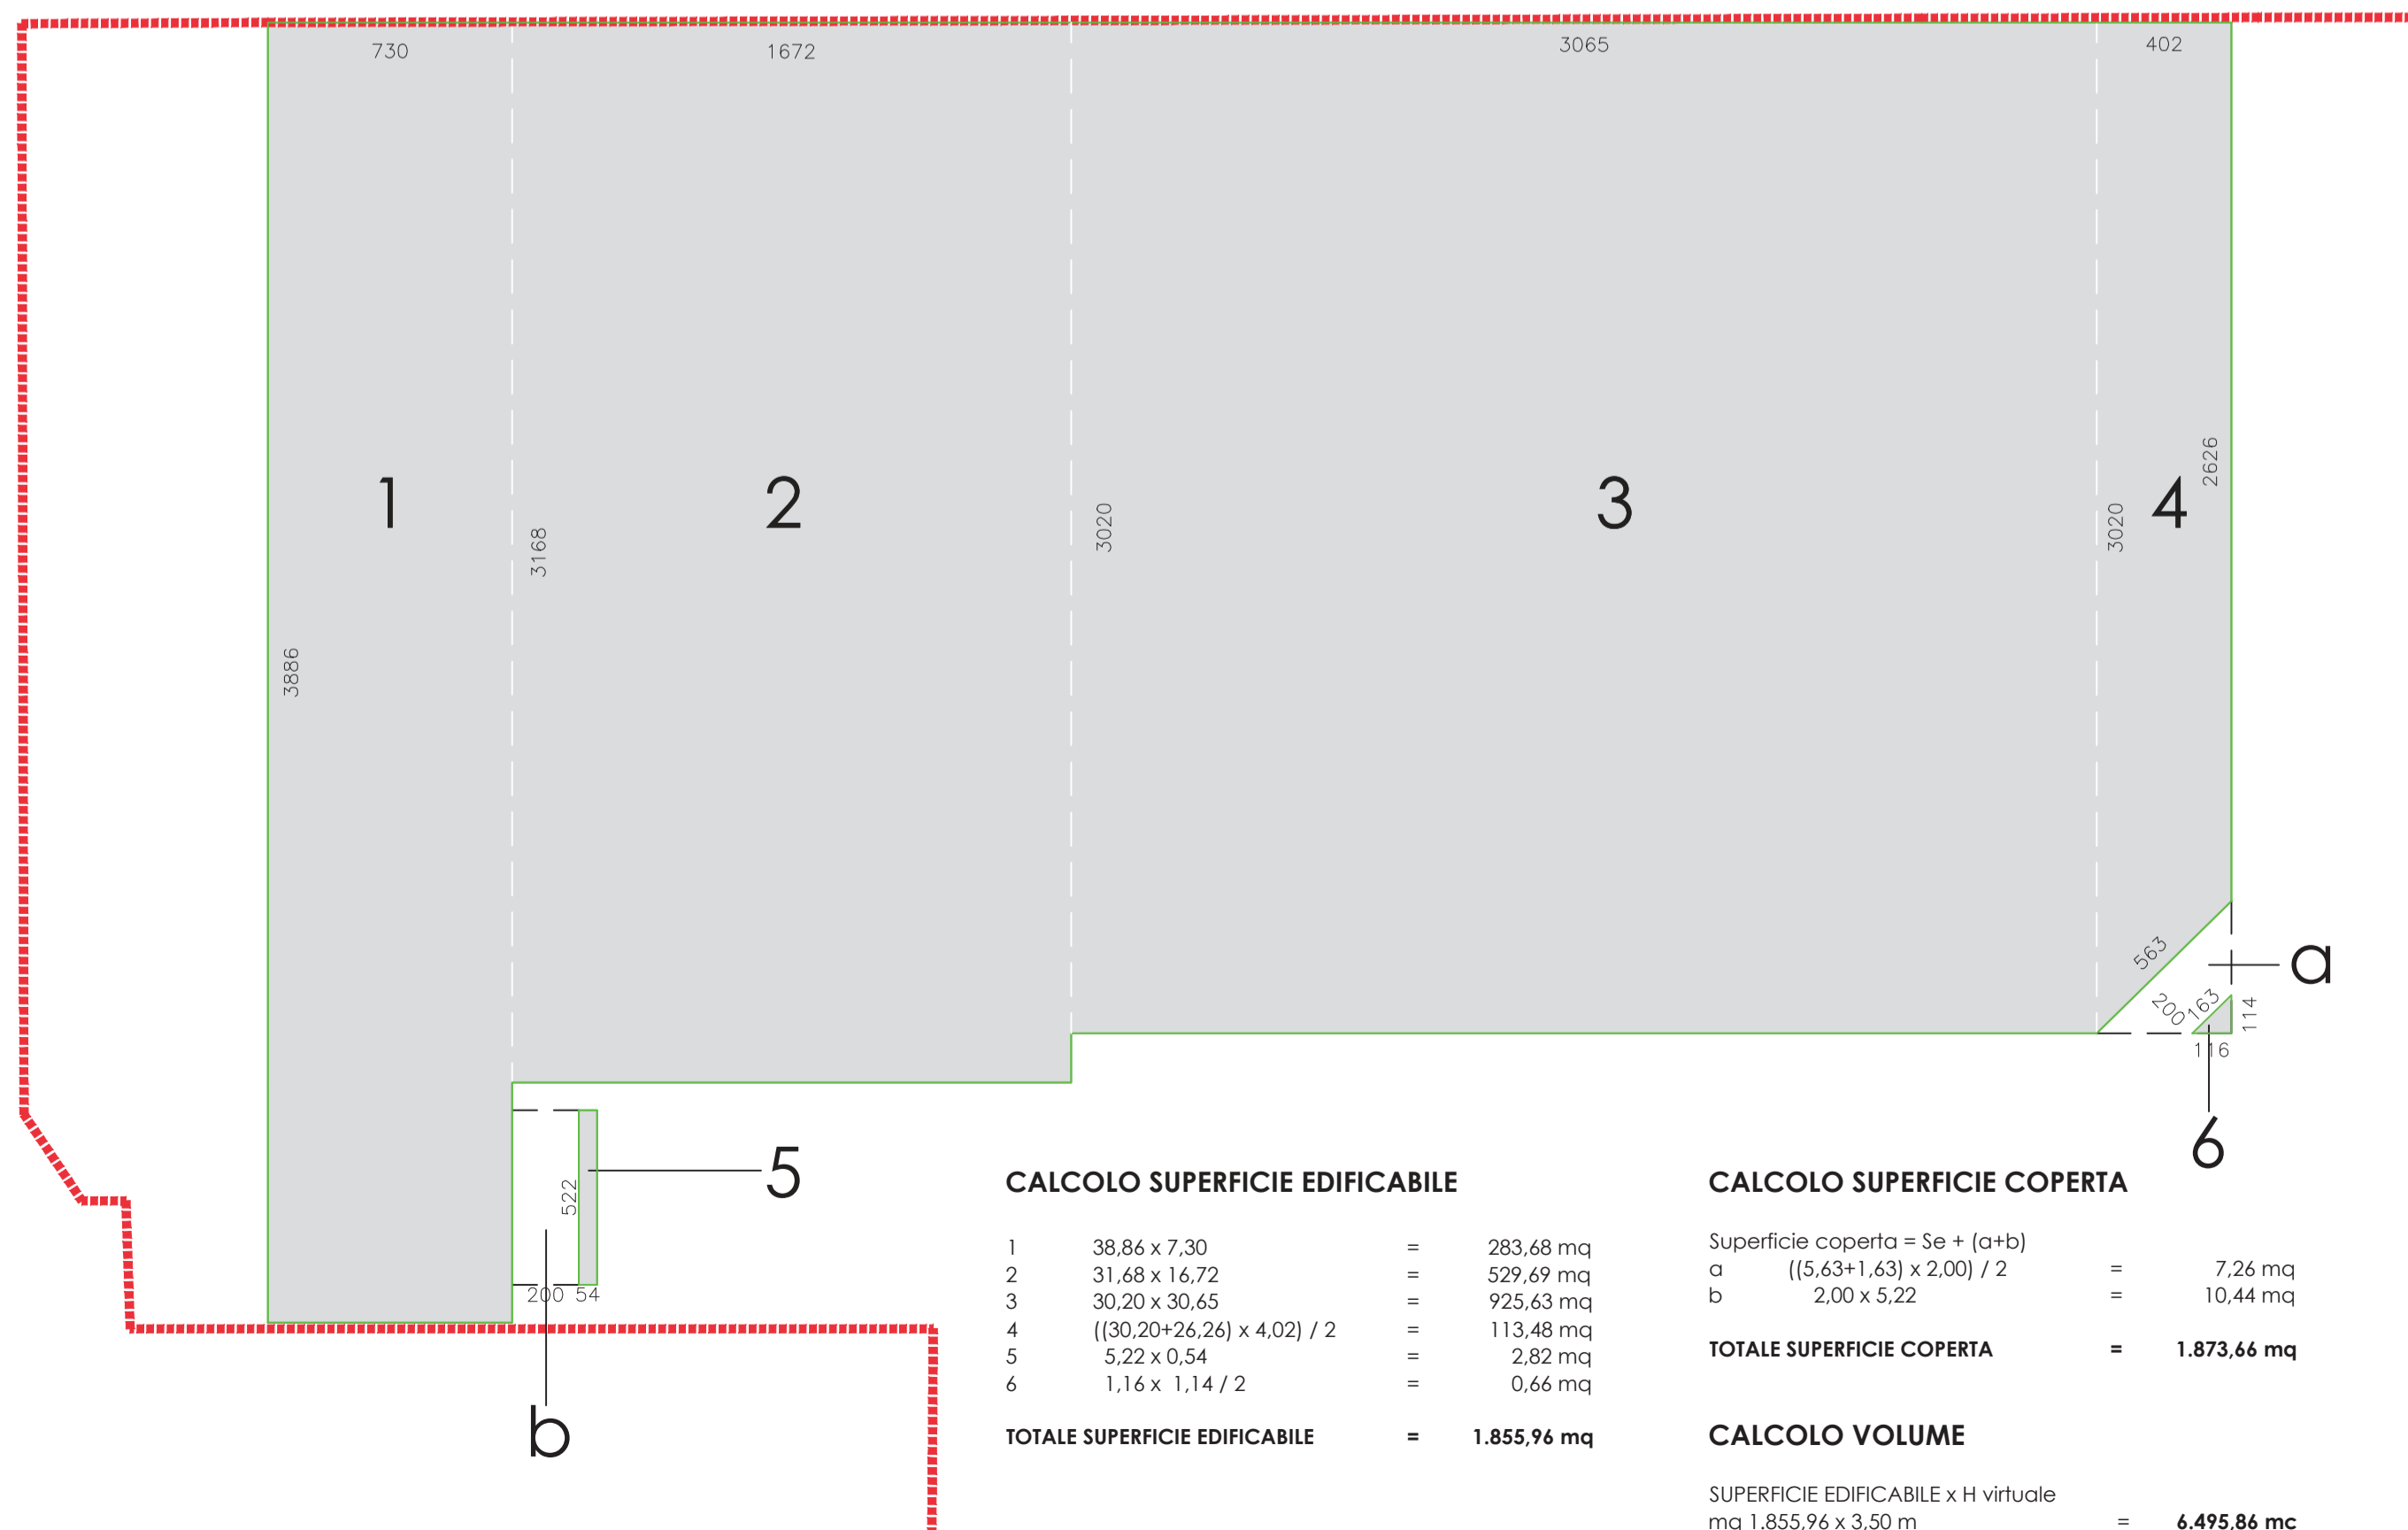 730
1672
3065
402
1
2
3
4
3886
3168
3020
3020
2626
563
a
200
163
114
116
6
5
522
200
54
b
CALCOLO SUPERFICIE EDIFICABILE
1 38,86 x 7,30 = 283,68 mq
2 31,68 x 16,72 = 529,69 mq
3 30,20 x 30,65 = 925,63 mq
4 ((30,20+26,26) x 4,02) / 2 = 113,48 mq
5 5,22 x 0,54 = 2,82 mq
6 1,16 x 1,14 / 2 = 0,66 mq
TOTALE SUPERFICIE EDIFICABILE = 1.855,96 mq
CALCOLO SUPERFICIE COPERTA
Superficie coperta = Se + (a+b)
a ((5,63+1,63) x 2,00) / 2 = 7,26 mq
b 2,00 x 5,22 = 10,44 mq
TOTALE SUPERFICIE COPERTA = 1.873,66 mq
CALCOLO VOLUME
SUPERFICIE EDIFICABILE x H virtuale
mq 1.855,96 x 3,50 m = 6.495,86 mc